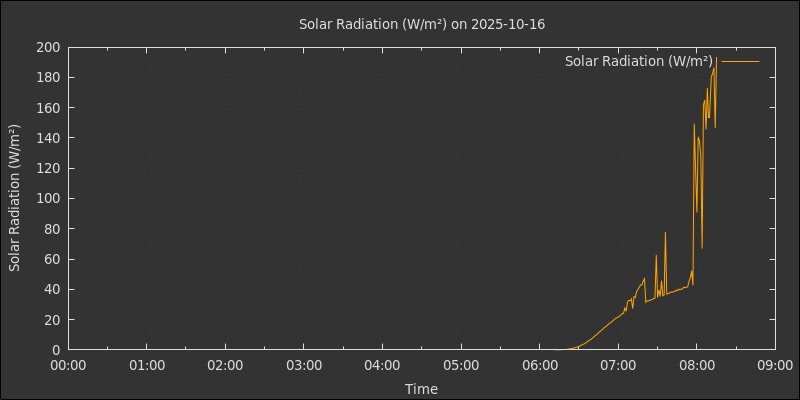 Solar Radiation (W/m²) on 2025-10-16
Solar Radiation (W/m²)
200
180
160
140
120
100
80
60
40
20
0
Solar Radiation (W/m²)
00:00 01:00 02:00 03:00 04:00 05:00 06:00 07:00 08:00 09:00
Time